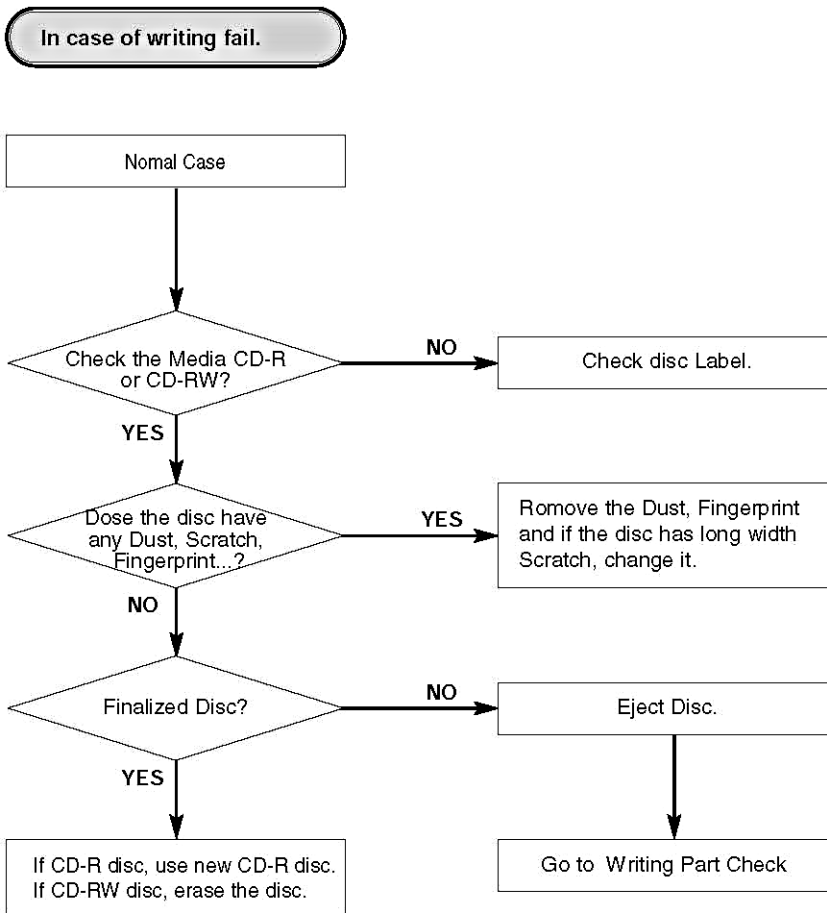 In case of writing fail.
Nomal Case
Check the Media CD-R
or CD-RW?
NO
Check disc Label.
YES
Dose the disc have
any Dust, Scratch,
Fingerprint...?
YES
Romove the Dust, Fingerprint
and if the disc has long width
Scratch, change it.
NO
Finalized Disc?
NO
Eject Disc.
YES
If CD-R disc, use new CD-R disc.
If CD-RW disc, erase the disc.
Go to Writing Part Check